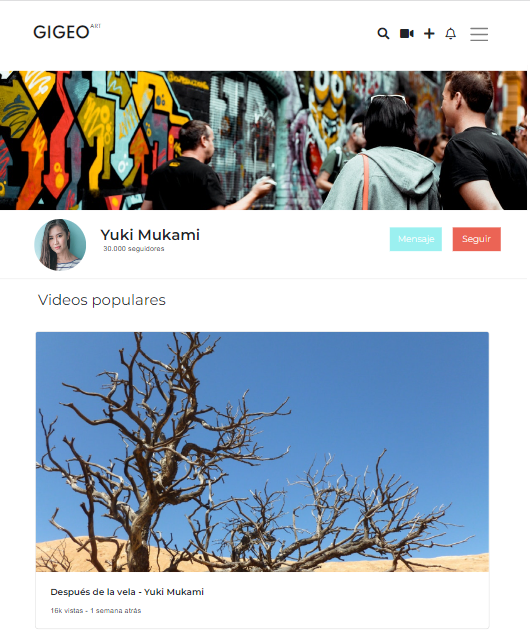 GIGEO ART
Yuki Mukami
30.000 seguidores
Mensaje
Seguir
Videos populares
Después de la vela - Yuki Mukami
16k vistas - 1 semana atrás